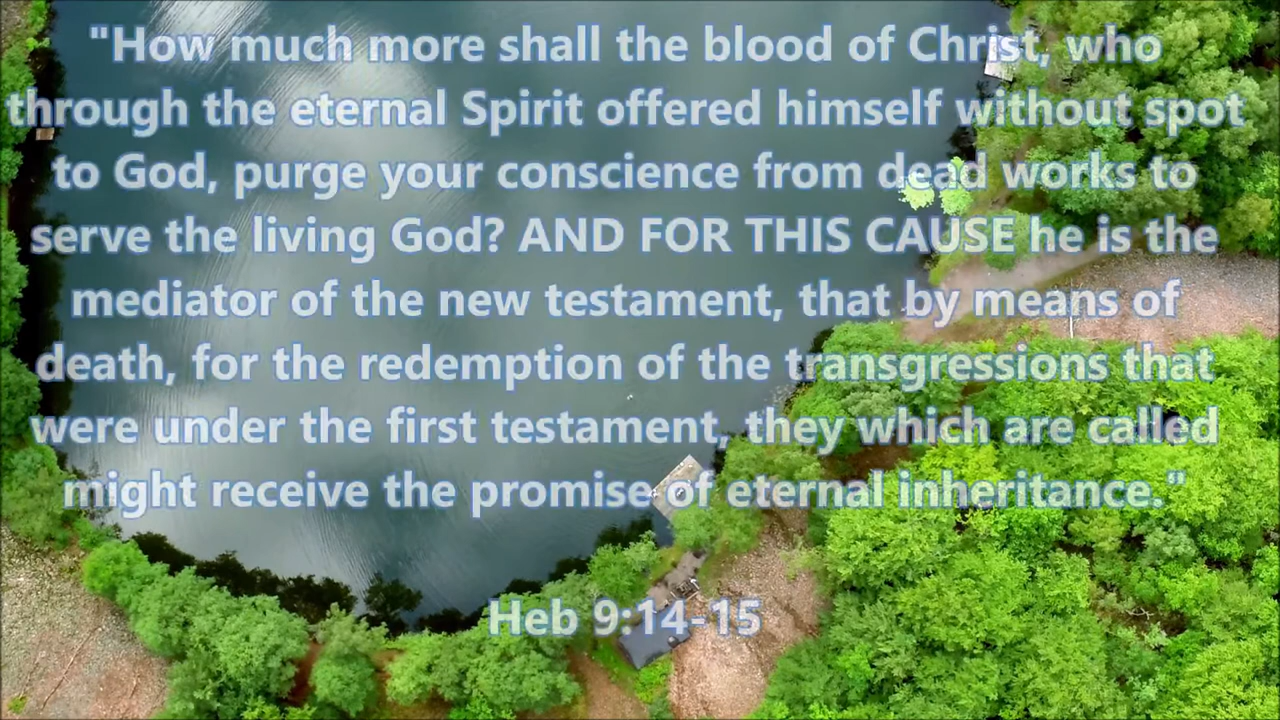 "How much more shall the blood of Christ, who
through the eternal Spirit offered himself without spot
to God, purge your conscience from dead works to
serve the living God? AND FOR THIS CAUSE he is the
mediator of the new testament, that by means of
death, for the redemption of the transgressions that
were under the first testament, they which are called
might receive the promise of eternal inheritance."
Heb 9:14-15